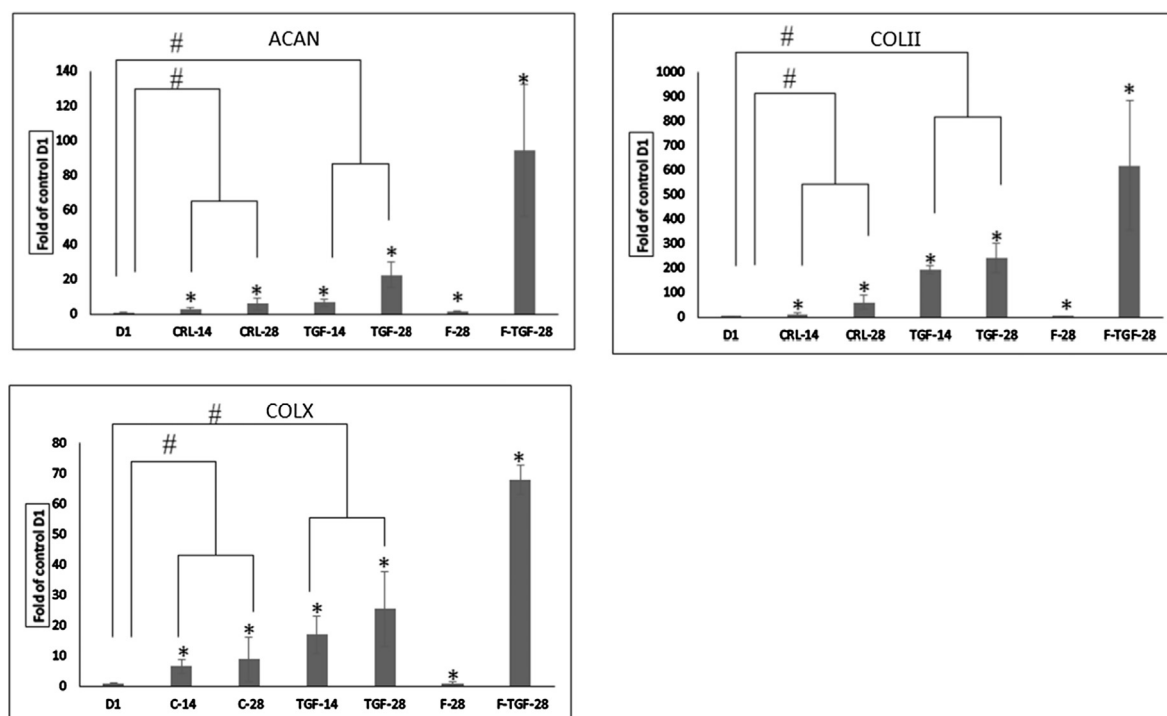 ACAN
#
#
Fold of control D1
140
120
100
80
60
40
20
0
* * * * * *
D1 CRL-14 CRL-28 TGF-14 TGF-28 F-28 F-TGF-28
COLII
#
#
Fold of control D1
1000
900
800
700
600
500
400
300
200
100
0
* * * * * *
D1 CRL-14 CRL-28 TGF-14 TGF-28 F-28 F-TGF-28
COLX
#
#
Fold of control D1
80
70
60
50
40
30
20
10
0
* * * * * *
D1 C-14 C-28 TGF-14 TGF-28 F-28 F-TGF-28